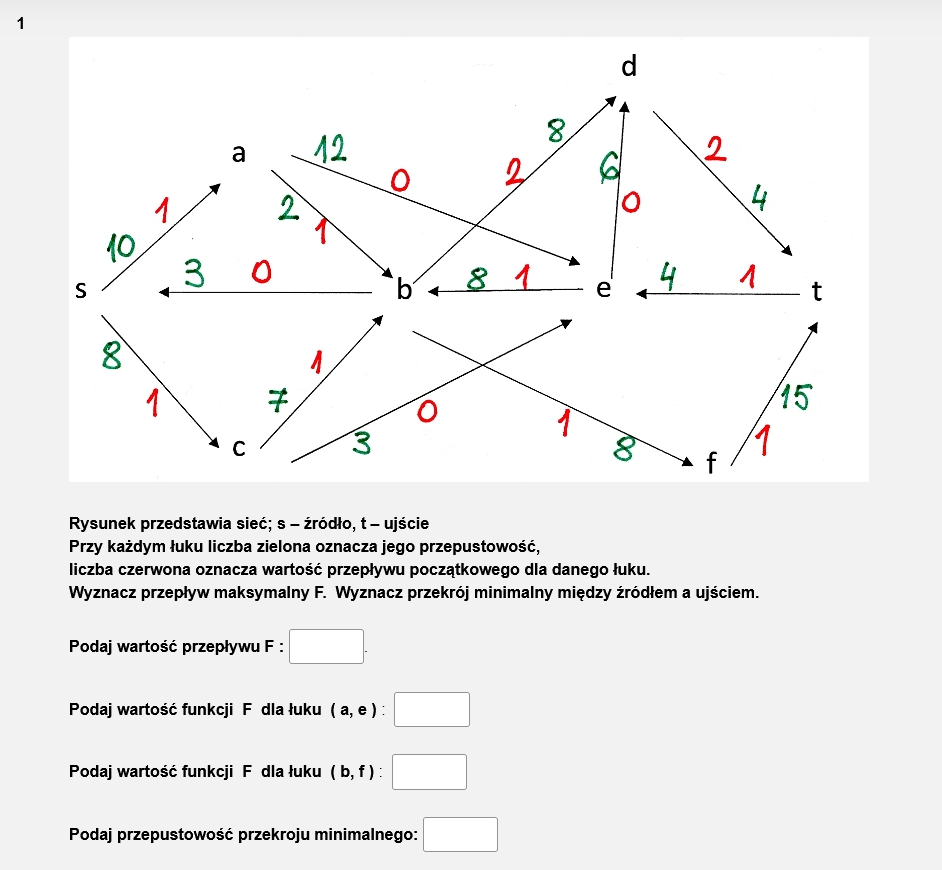 1
d
a
12
8
2
0
2
6
4
1
2
1
0
10
3
0
s
b
8
1
e
4
1
t
8
1
1
7
0
1
15
3
8
1
c
f
Rysunek przedstawia sieć; s – źródło, t – ujście
Przy każdym łuku liczba zielona oznacza jego przepustowość,
liczba czerwona oznacza wartość przepływu początkowego dla danego łuku.
Wyznacz przepływ maksymalny F. Wyznacz przekrój minimalny między źródłem a ujściem.
Podaj wartość przepływu F : .
Podaj wartość funkcji F dla łuku ( a, e ) :
Podaj wartość funkcji F dla łuku ( b, f ) :
Podaj przepustowość przekroju minimalnego: